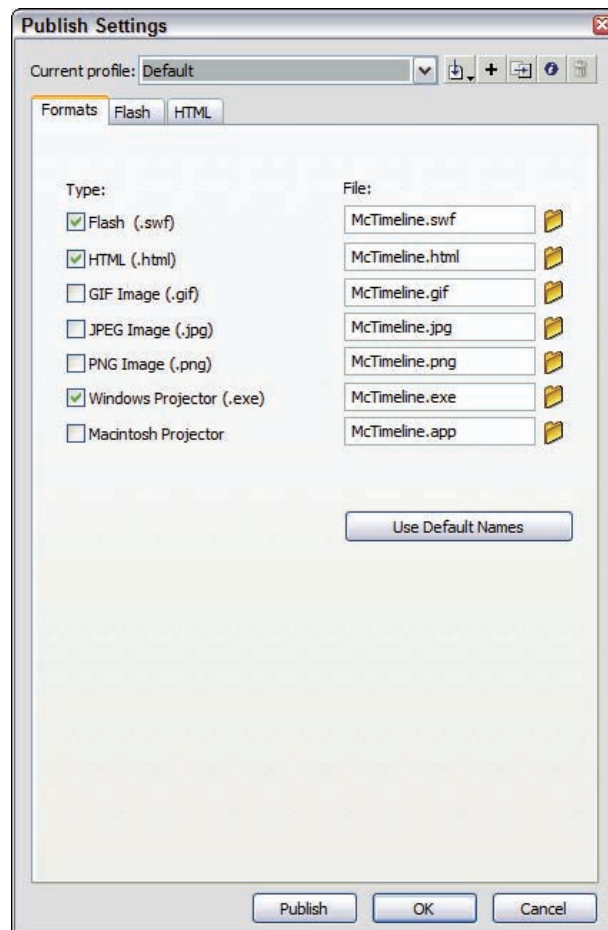 Publish Settings
Current profile: Default
Formats Flash HTML
Type: File:
Flash (.swf) McTimeline.swf
HTML (.html) McTimeline.html
GIF Image (.gif) McTimeline.gif
JPEG Image (.jpg) McTimeline.jpg
PNG Image (.png) McTimeline.png
Windows Projector (.exe) McTimeline.exe
Macintosh Projector McTimeline.app
Use Default Names
Publish OK Cancel